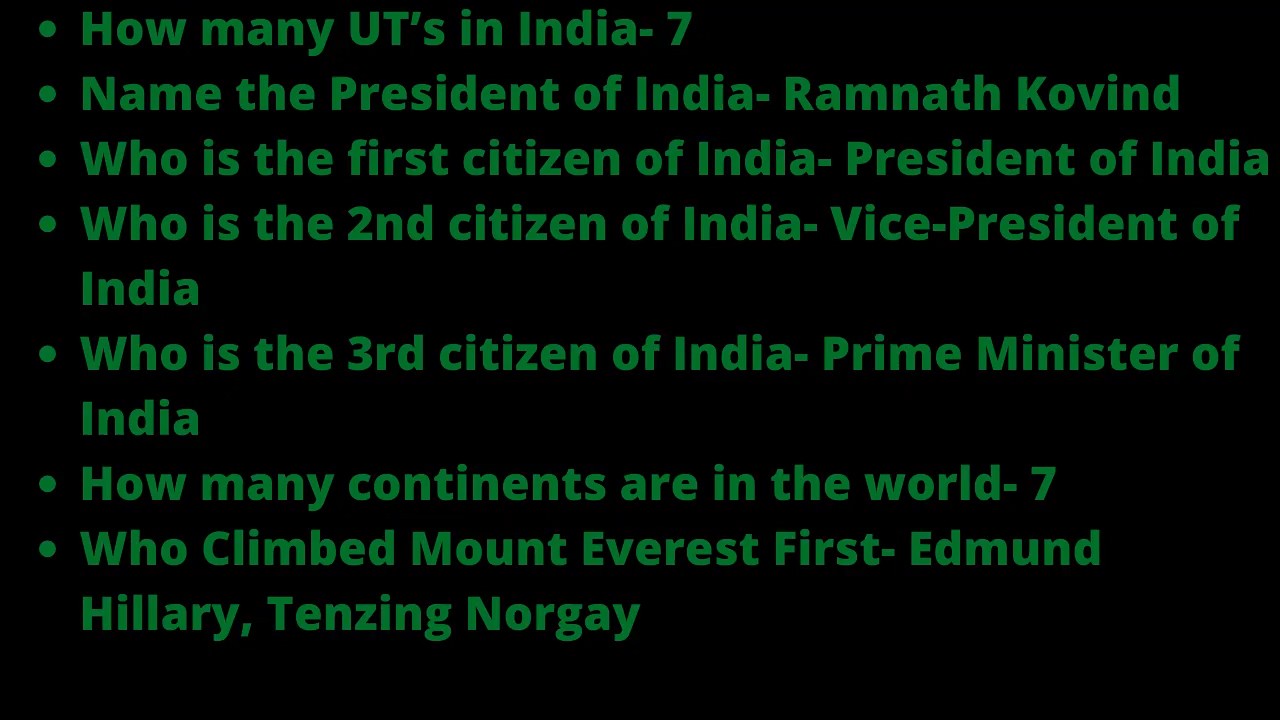 • How many UT’s in India- 7
• Name the President of India- Ramnath Kovind
• Who is the first citizen of India- President of India
• Who is the 2nd citizen of India- Vice-President of
India
• Who is the 3rd citizen of India- Prime Minister of
India
• How many continents are in the world- 7
• Who Climbed Mount Everest First- Edmund
Hillary, Tenzing Norgay